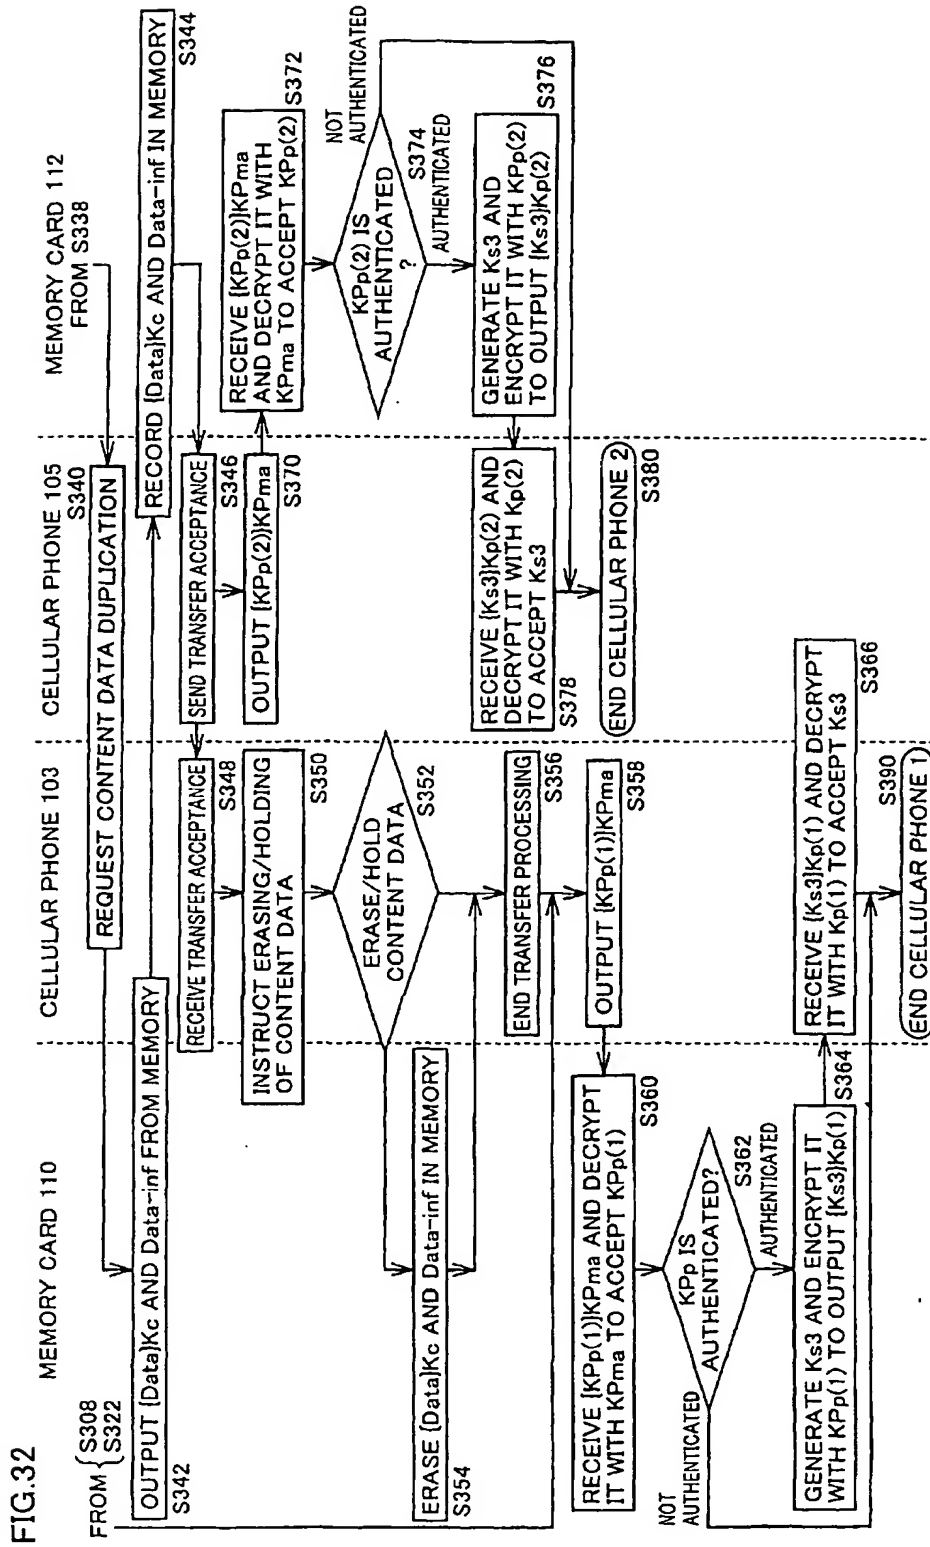 FIG.32
MEMORY CARD 110
CELLULAR PHONE 103
CELLULAR PHONE 105
MEMORY CARD 112
FROM S338
FROM { S308
S322
REQUEST CONTENT DATA DUPLICATION
S340
OUTPUT {Data}Kc AND Data-inf FROM MEMORY
S342
RECORD {Data}Kc AND Data-inf IN MEMORY
S344
SEND TRANSFER ACCEPTANCE
S346
RECEIVE TRANSFER ACCEPTANCE
S348
INSTRUCT ERASING/HOLDING
OF CONTENT DATA
S350
ERASE/HOLD
CONTENT DATA
S352
ERASE {Data}Kc AND Data-inf IN MEMORY
S354
END TRANSFER PROCESSING
S356
OUTPUT {KPp(1)}KPma
S358
RECEIVE {KPp(1)}KPma AND DECRYPT
IT WITH KPma TO ACCEPT KPp(1)
S360
KPp IS
AUTHENTICATED?
S362
NOT
AUTHENTICATED
AUTHENTICATED
GENERATE Ks3 AND ENCRYPT IT
WITH KPp(1) TO OUTPUT {Ks3}Kp(1)
S364
RECEIVE {Ks3}Kp(1) AND DECRYPT
IT WITH Kp(1) TO ACCEPT Ks3
S366
END CELLULAR PHONE 1
S390
OUTPUT {KPp(2)}KPma
S370
RECEIVE {KPp(2)}KPma
AND DECRYPT IT WITH
KPma TO ACCEPT KPp(2)
S372
KPp(2) IS
AUTHENTICATED
?
S374
NOT
AUTHENTICATED
AUTHENTICATED
GENERATE Ks3 AND
ENCRYPT IT WITH KPp(2)
TO OUTPUT {Ks3}Kp(2)
S376
RECEIVE {Ks3}Kp(2) AND
DECRYPT IT WITH Kp(2)
TO ACCEPT Ks3
S378
END CELLULAR PHONE 2
S380